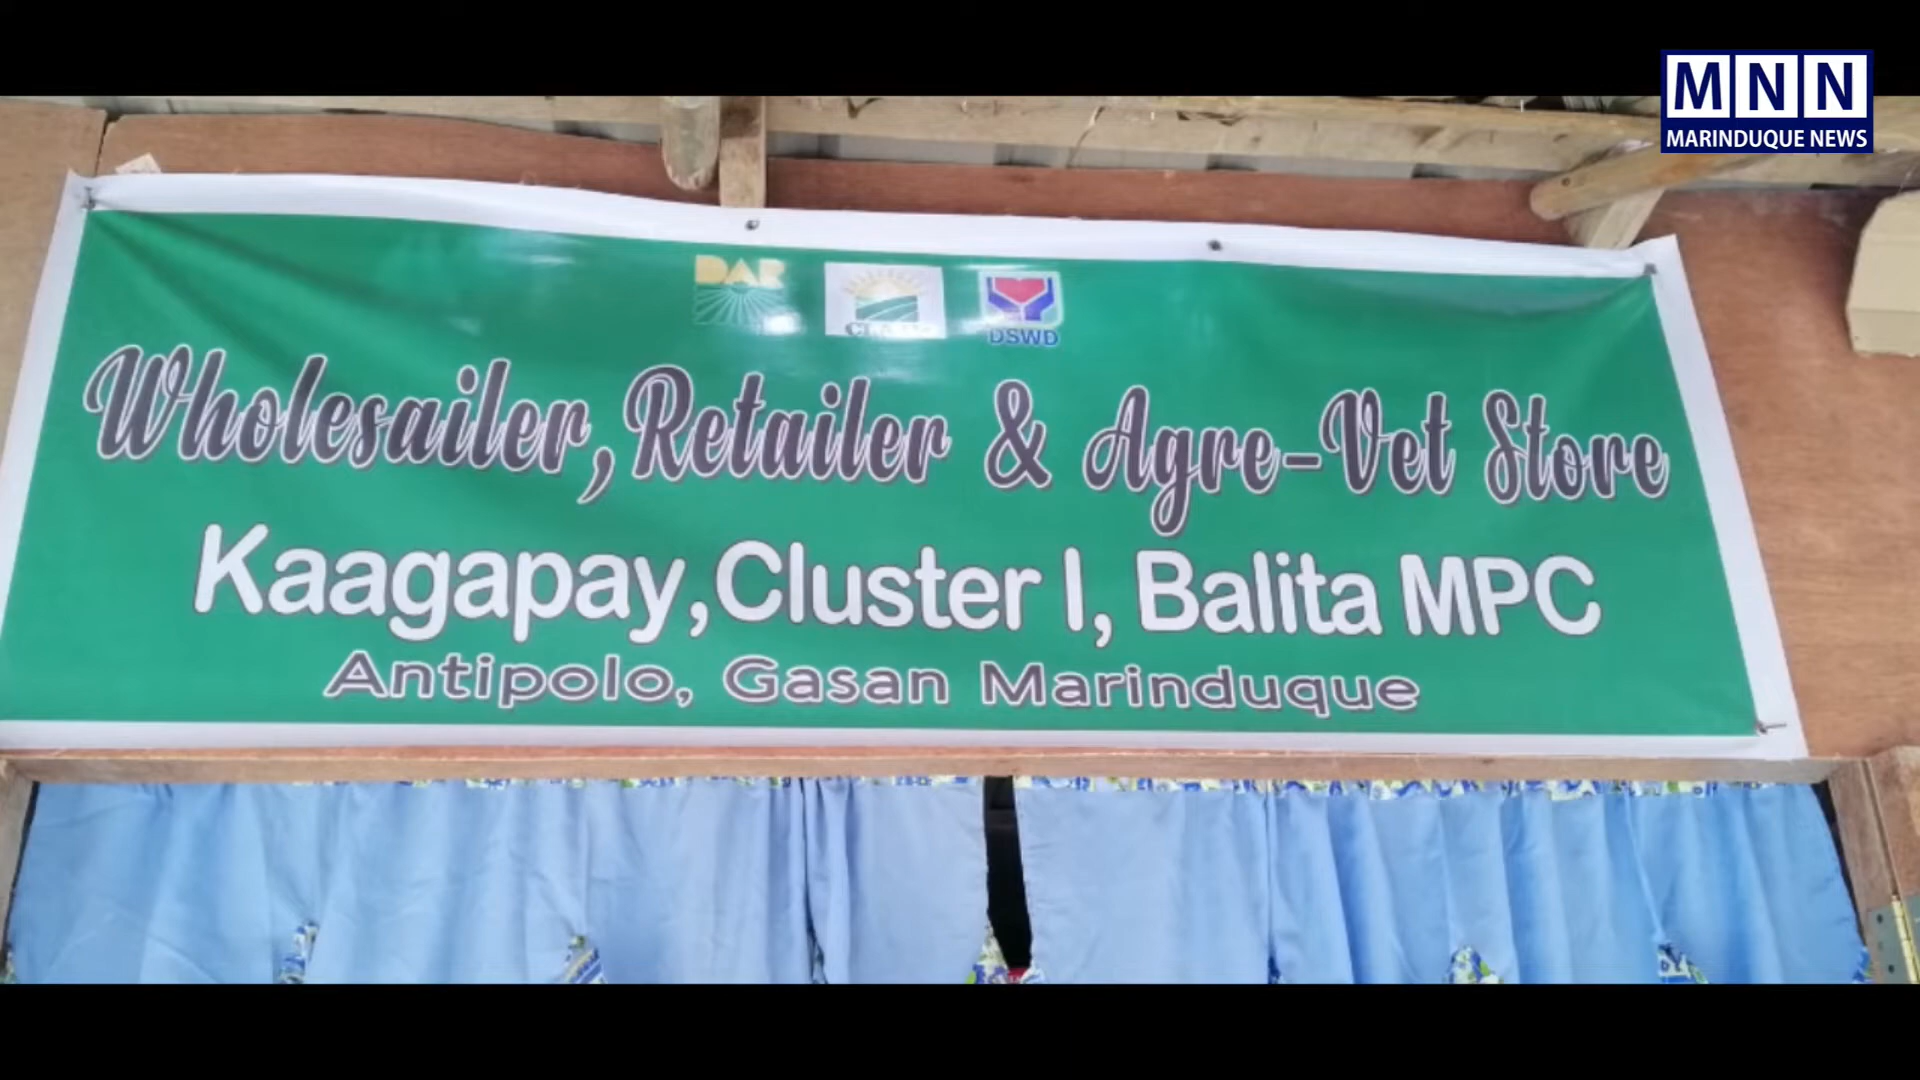 MNN
MARINDUQUE NEWS
DAR
DSWD
Wholesailer, Retailer & Agre-Vet Store
Kaagapay, Cluster I, Balita MPC
Antipolo, Gasan Marinduque